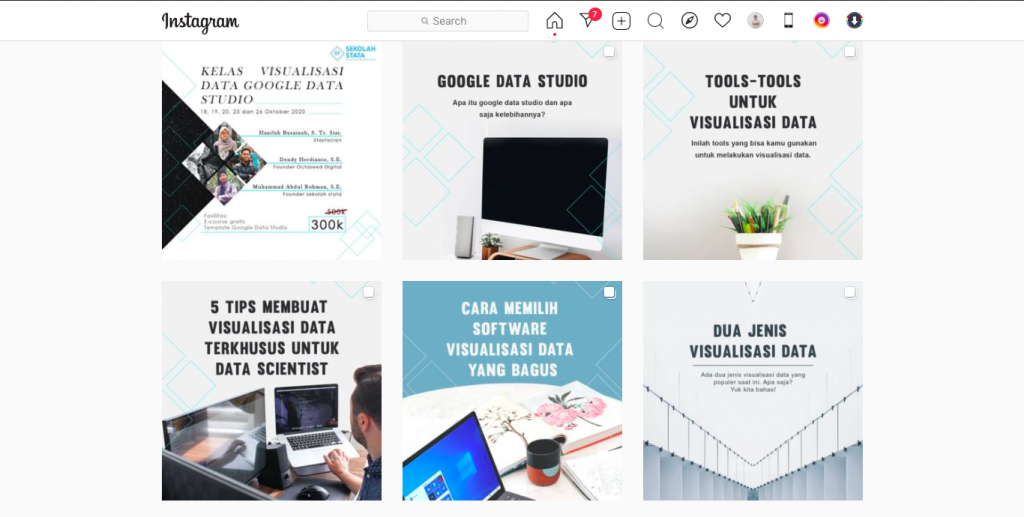 Instagram
Search
7
SEKOLAH
STATA
KELAS VISUALISASI
DATA GOOGLE DATA
STUDIO
18, 19, 20, 25 dan 26 Oktober 2020
Hanifah Husainah, S. Tr. Stat.
Statistician
Dendy Herdianto, S.E.
Founder Octaseed Digital
Muhammad Abdul Rohman, S.E.
Founder sekolah stata
Fasilitas:
E-course gratis
Template Google Data Studio
500k
300k
GOOGLE DATA STUDIO
Apa itu google data studio dan apa
saja kelebihannya?
TOOLS-TOOLS
UNTUK
VISUALISASI DATA
Inilah tools yang bisa kamu gunakan
untuk melakukan visualisasi data.
5 TIPS MEMBUAT
VISUALISASI DATA
TERKHUSUS UNTUK
DATA SCIENTIST
CARA MEMILIH
SOFTWARE
VISUALISASI DATA
YANG BAGUS
DUA JENIS
VISUALISASI DATA
Ada dua jenis visualisasi data yang
populer saat ini. Apa saja?
Yuk kita bahas!